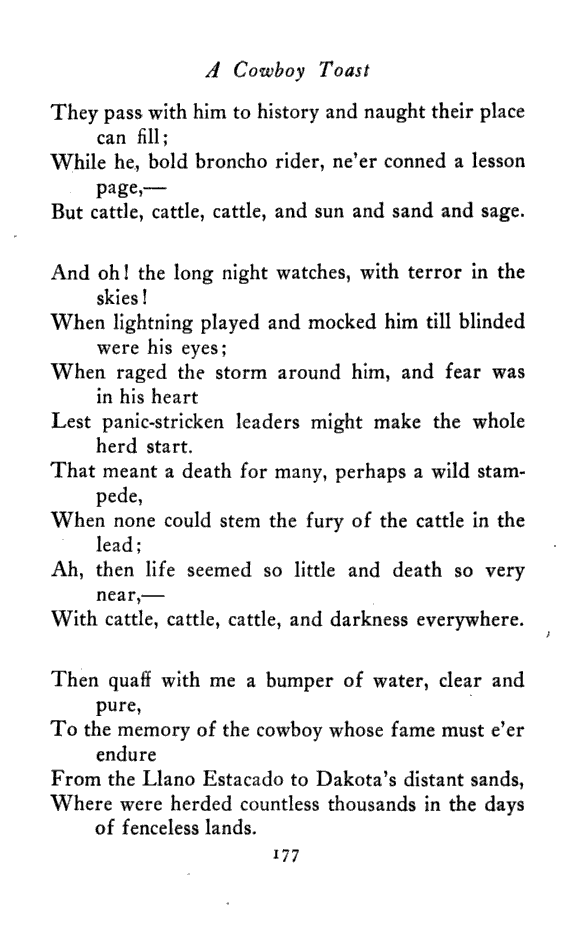 A Cowboy Toast
They pass with him to history and naught their place
can fill;
While he, bold broncho rider, ne'er conned a lesson
page,—
But cattle, cattle, cattle, and sun and sand and sage.
And oh! the long night watches, with terror in the
skies!
When lightning played and mocked him till blinded
were his eyes;
When raged the storm around him, and fear was
in his heart
Lest panic-stricken leaders might make the whole
herd start.
That meant a death for many, perhaps a wild stam-
pede,
When none could stem the fury of the cattle in the
lead;
Ah, then life seemed so little and death so very
near,—
With cattle, cattle, cattle, and darkness everywhere.
Then quaff with me a bumper of water, clear and
pure,
To the memory of the cowboy whose fame must e'er
endure
From the Llano Estacado to Dakota's distant sands,
Where were herded countless thousands in the days
of fenceless lands.
177